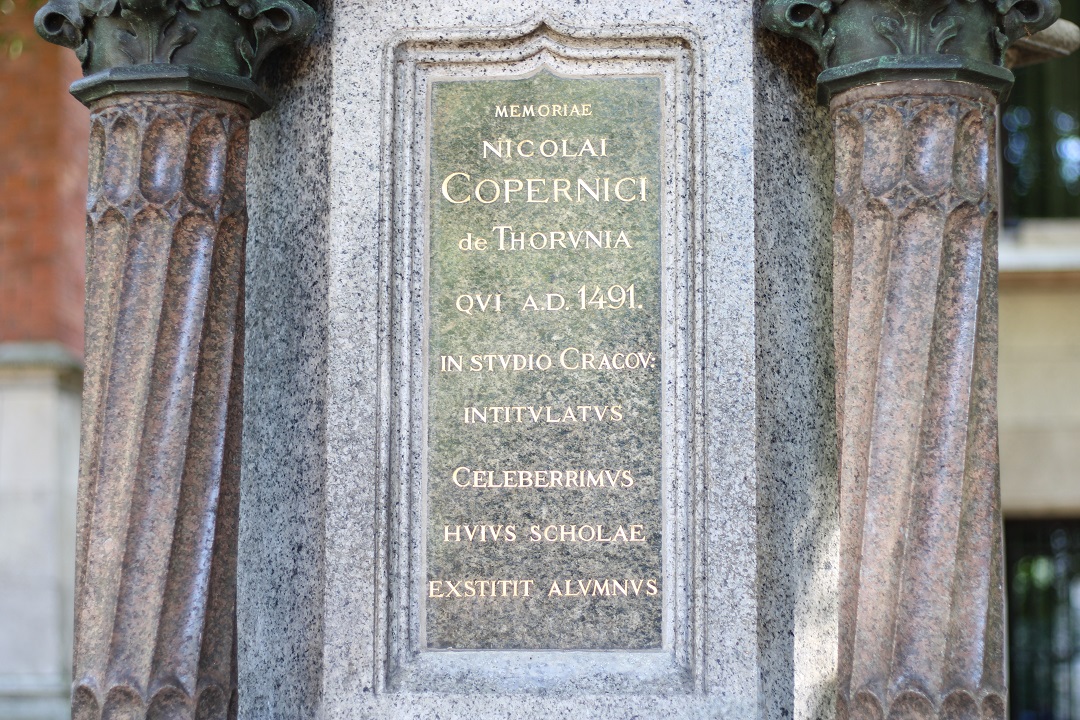 MEMORIAE
NICOLAI
COPERNICI
de THORVNIA
QVI A.D. 1491.
IN STVDIO CRACOV:
INTITVLATVS
CELEBERRIMVS
HVIVS SCHOLAE
EXSTITIT ALVMNVS